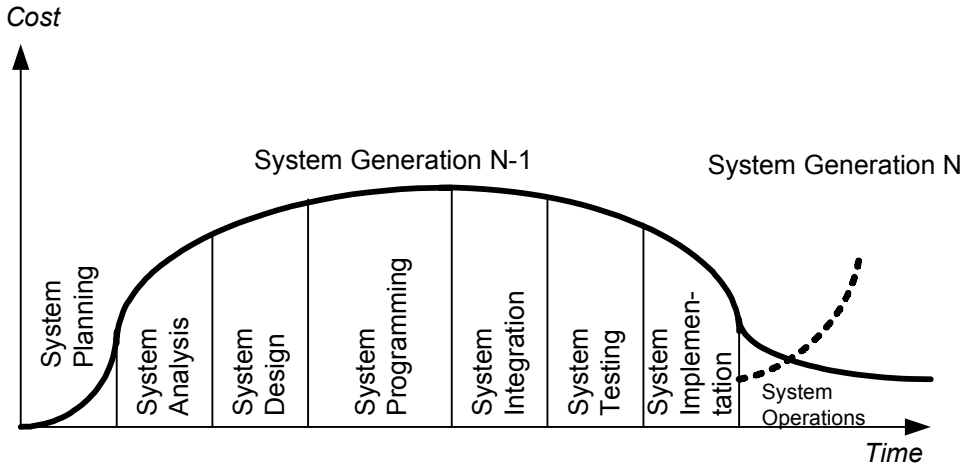 Cost
System Generation N-1
System Generation N
System
Planning
System
Analysis
System
Design
System
Programming
System
Integration
System
Testing
System
Implemen-
tation
System
Operations
Time